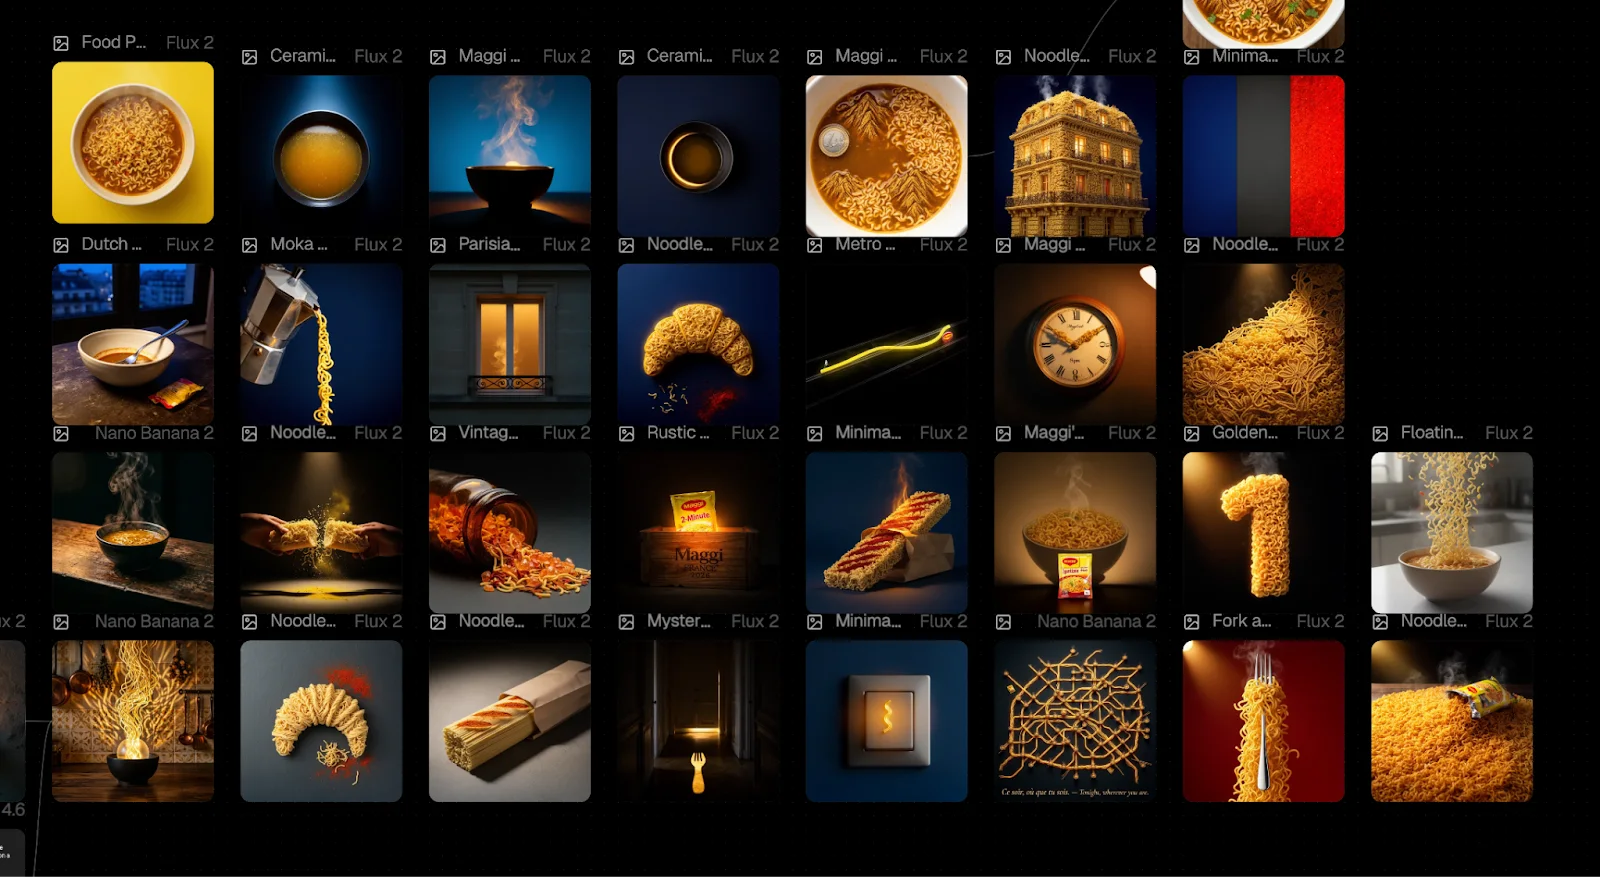 Food P... Flux 2
Cerami... Flux 2
Maggi ... Flux 2
Cerami... Flux 2
Maggi ... Flux 2
Noodle... Flux 2
Minima... Flux 2
Dutch ... Flux 2
Moka ... Flux 2
Parisia... Flux 2
Noodle... Flux 2
Metro ... Flux 2
Maggi ... Flux 2
Noodle... Flux 2
Nano Banana 2
Noodle... Flux 2
Vintag... Flux 2
Rustic ... Flux 2
Minima... Flux 2
Maggi'... Flux 2
Golden... Flux 2
Floatin... Flux 2
Maggi
2-Minute
Maggi
FRANCE
2026
Maggi
ux 2
Nano Banana 2
Noodle... Flux 2
Noodle... Flux 2
Myster... Flux 2
Minima... Flux 2
Nano Banana 2
Fork a... Flux 2
Noodle... Flux 2
Ce soir, où que tu sois. — Tonight, wherever you are.
4.6